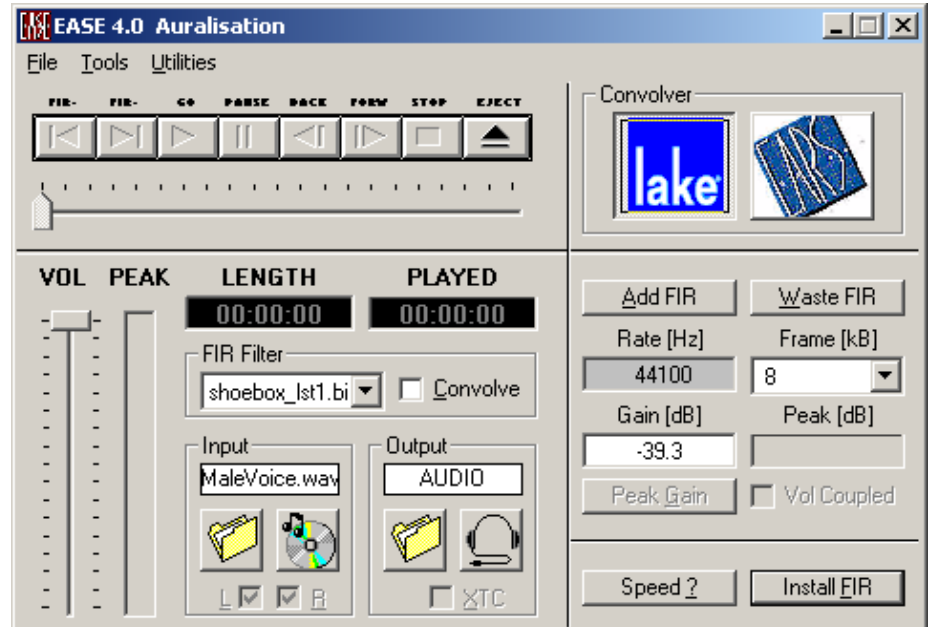 EASE 4.0 Auralisation
File Tools Utilities
FIR- FIR- GO PAUSE BACK FORW STOP EJECT
Convolver
lake
EARS
VOL PEAK LENGTH PLAYED
00:00:00 00:00:00
FIR Filter
shoebox_lst1.bi Convolve
Input Output
MaleVoice.wav AUDIO
L R XTC
Add FIR Waste FIR
Rate [Hz] Frame [kB]
44100 8
Gain [dB] Peak [dB]
-39.3
Peak Gain Vol Coupled
Speed ? Install FIR